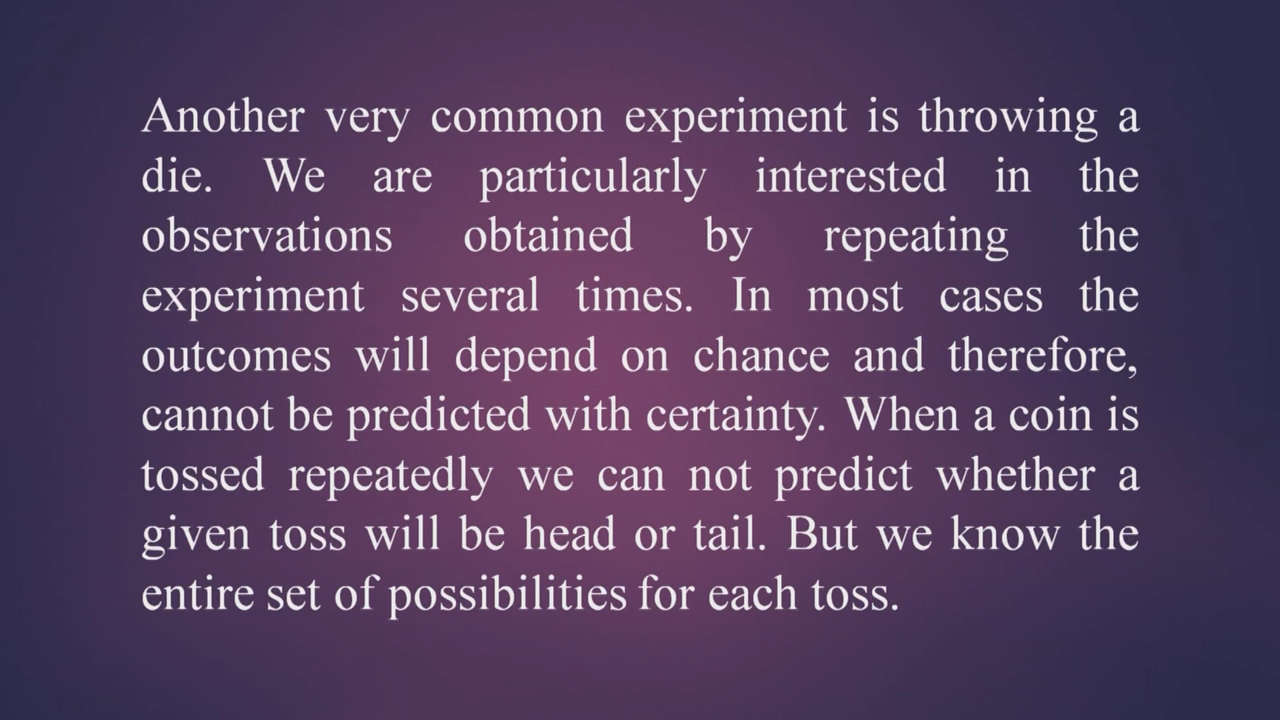 Another very common experiment is throwing a
die. We are particularly interested in the
observations obtained by repeating the
experiment several times. In most cases the
outcomes will depend on chance and therefore,
cannot be predicted with certainty. When a coin is
tossed repeatedly we can not predict whether a
given toss will be head or tail. But we know the
entire set of possibilities for each toss.